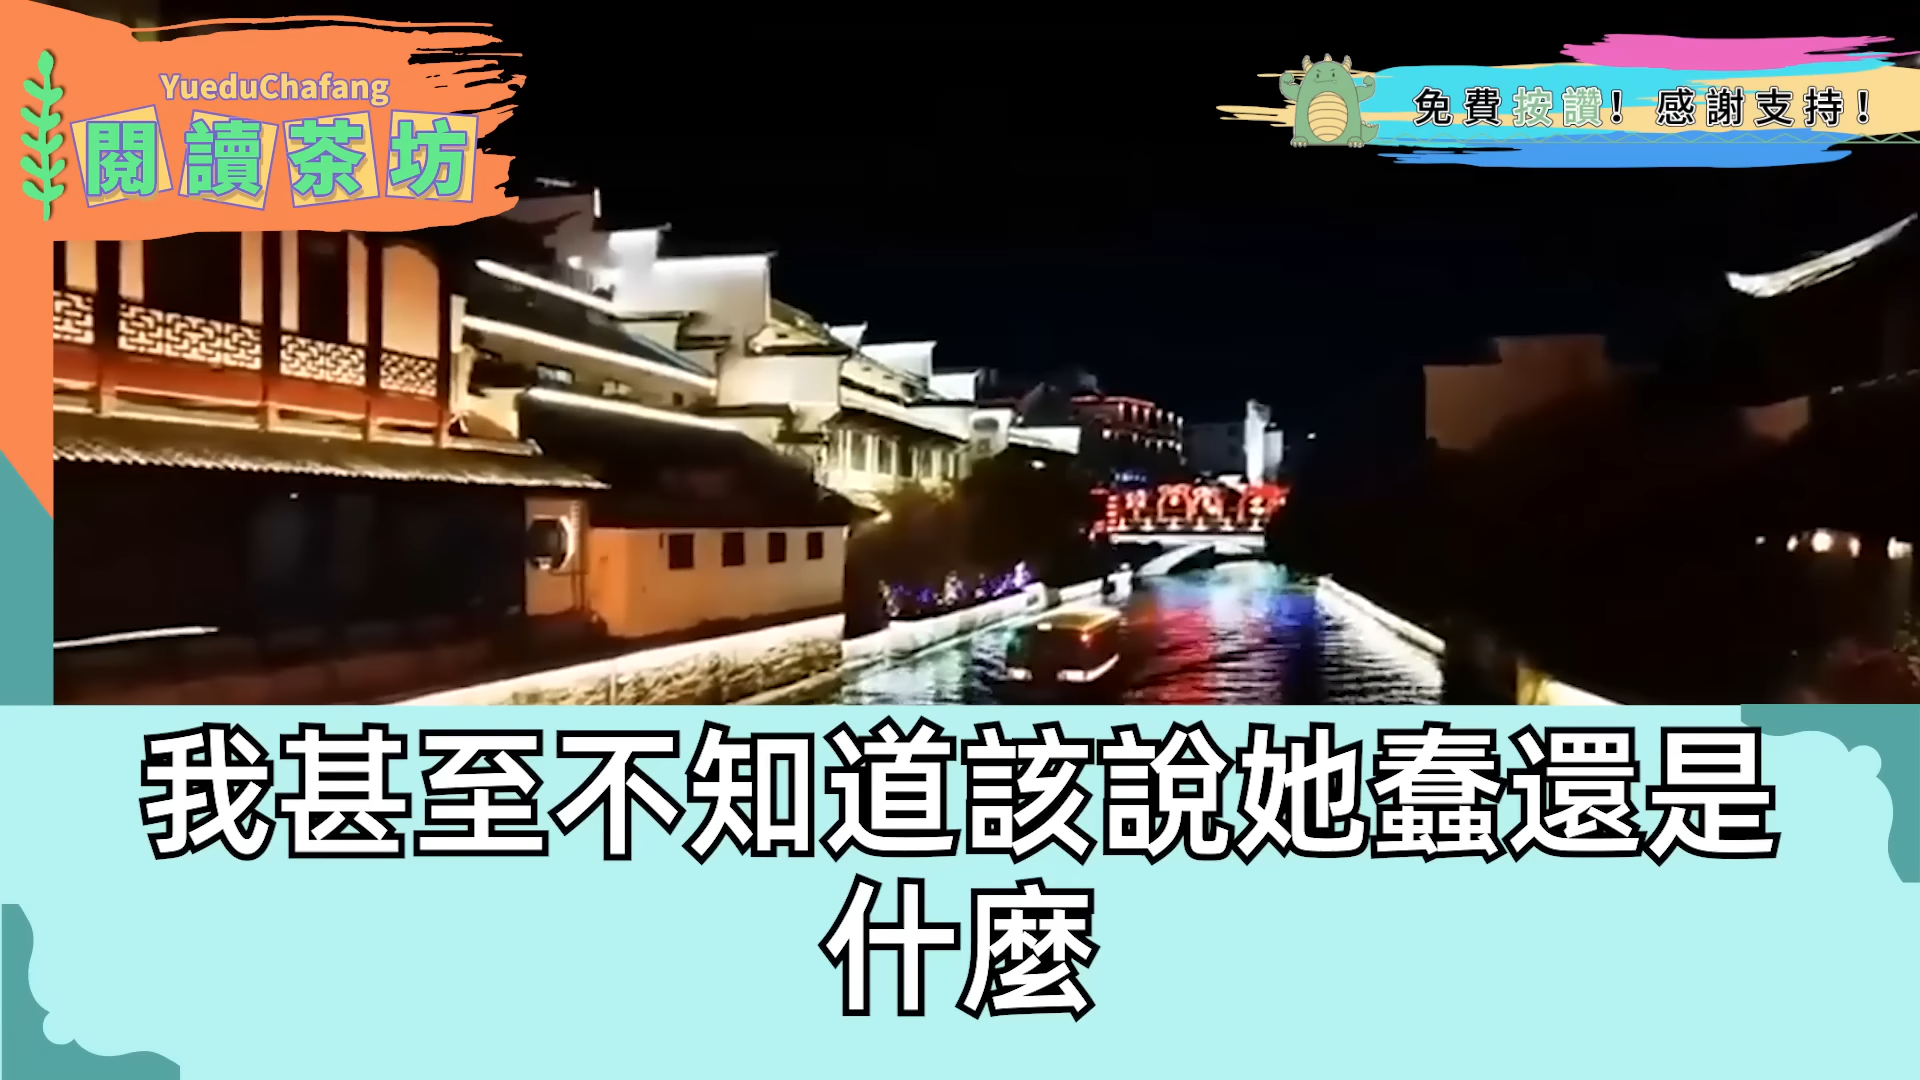 YueduChafang
閱讀茶坊
免費按讚！感謝支持！
我甚至不知道該說她蠢還是
什麼